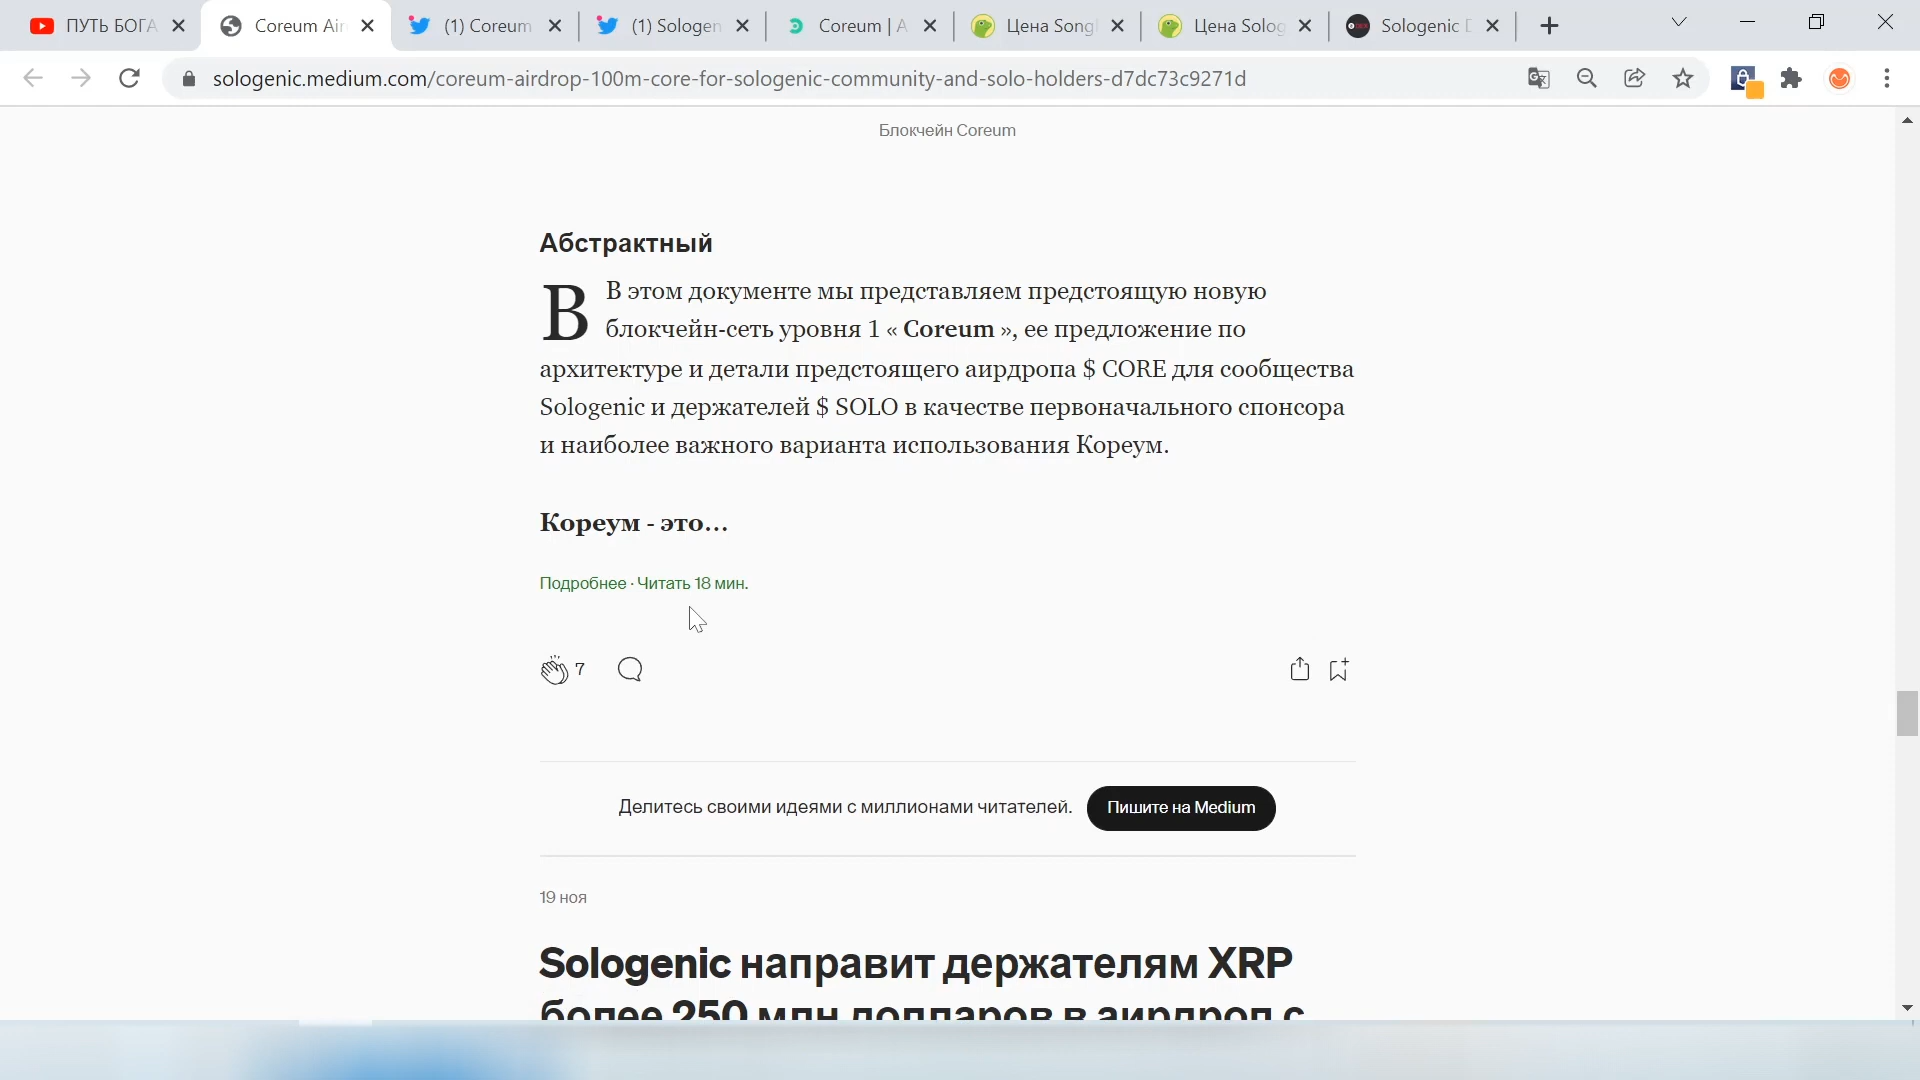 ПУТЬ БОГА
Coreum Air
(1) Coreum
(1) Sologen
Coreum | A
Цена Song
Цена Solog
Sologenic D
sologenic.medium.com/coreum-airdrop-100m-core-for-sologenic-community-and-solo-holders-d7dc73c9271d
Блокчейн Coreum
Абстрактный
В В этом документе мы представляем предстоящую новую
блокчейн-сеть уровня 1 « Coreum », ее предложение по
архитектуре и детали предстоящего аирдропа $ CORE для сообщества
Sologenic и держателей $ SOLO в качестве первоначального спонсора
и наиболее важного варианта использования Кореум.
Кореум - это…
Подробнее · Читать 18 мин.
7
Делитесь своими идеями с миллионами читателей.
Пишите на Medium
19 ноя
Sologenic направит держателям XRP
более 250 млн долларов в аирдроп с